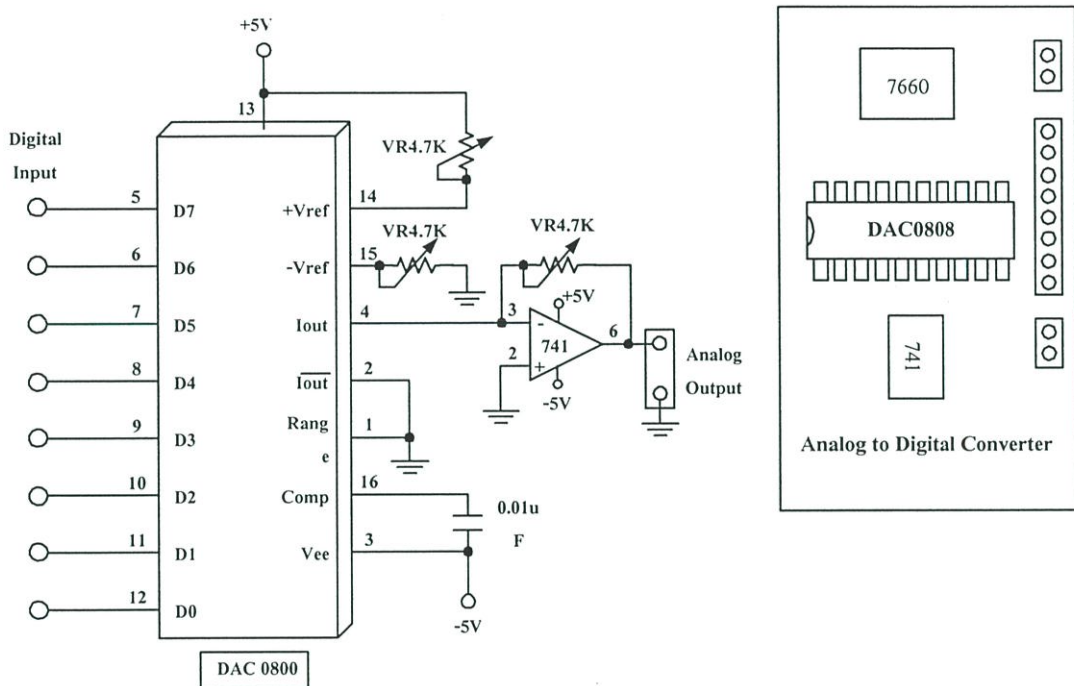 +5V
13
Digital
Input
VR4.7K
5
D7
+Vref
14
VR4.7K
VR4.7K
6
D6
-Vref
15
7
D5
Iout
4
3
-
+5V
741
6
2
+
-5V
Analog
Output
8
D4
Iout
2
9
D3
Rang
e
1
10
D2
Comp
16
0.01u
F
11
D1
Vee
3
12
D0
-5V
DAC 0800
7660
DAC0808
741
Analog to Digital Converter